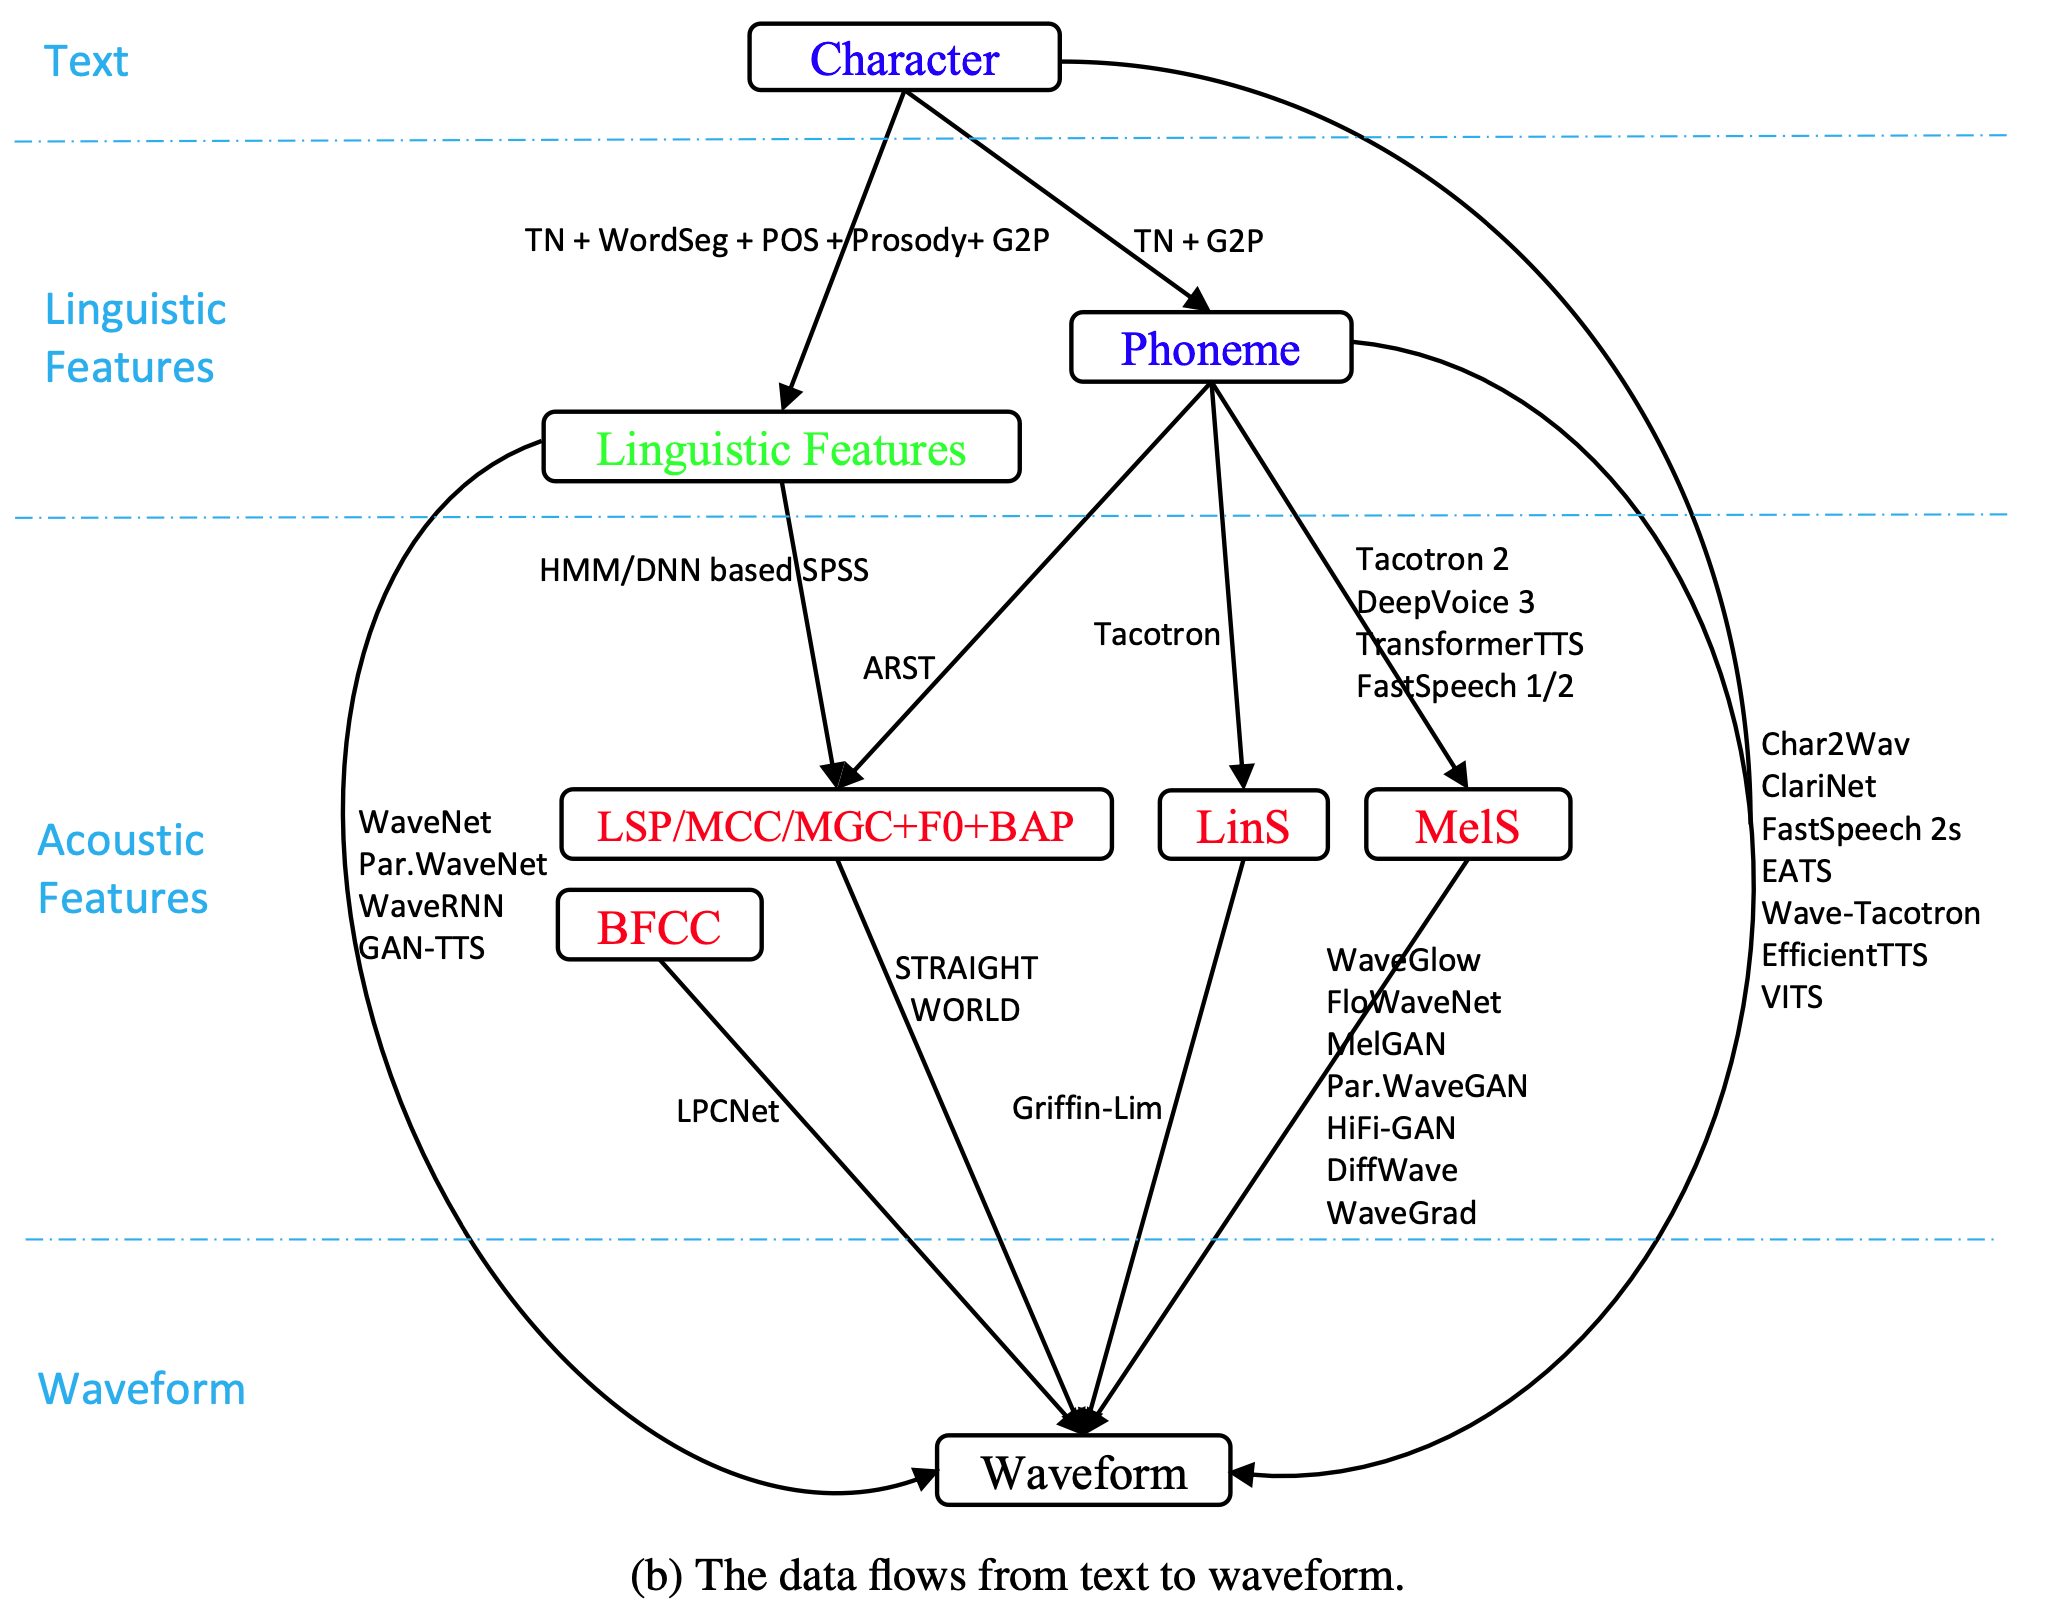 Text
Character
TN + WordSeg + POS + Prosody+ G2P
TN + G2P
Linguistic
Features
Phoneme
Linguistic Features
HMM/DNN based SPSS
ARST
Tacotron
Tacotron 2
DeepVoice 3
TransformerTTS
FastSpeech 1/2
Acoustic
Features
WaveNet
Par.WaveNet
WaveRNN
GAN-TTS
LSP/MCC/MGC+F0+BAP
LinS
MelS
BFCC
Char2Wav
ClariNet
FastSpeech 2s
EATS
Wave-Tacotron
EfficientTTS
VITS
STRAIGHT
WORLD
LPCNet
Griffin-Lim
WaveGlow
FloWaveNet
MelGAN
Par.WaveGAN
HiFi-GAN
DiffWave
WaveGrad
Waveform
Waveform
(b) The data flows from text to waveform.